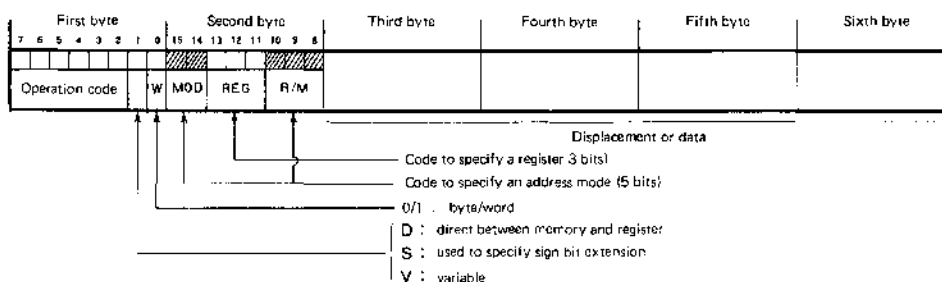 First byte Second byte Third byte Fourth byte Fifth byte Sixth byte
7 6 5 4 3 2 1 0 15 14 13 12 11 10 9 8
Operation code W MOD REG R/M
Displacement or data
Code to specify a register 3 bits)
Code to specify an address mode (5 bits)
0/1 . byte/word
D : direct between memory and register
S : used to specify sign bit extension
V : variable